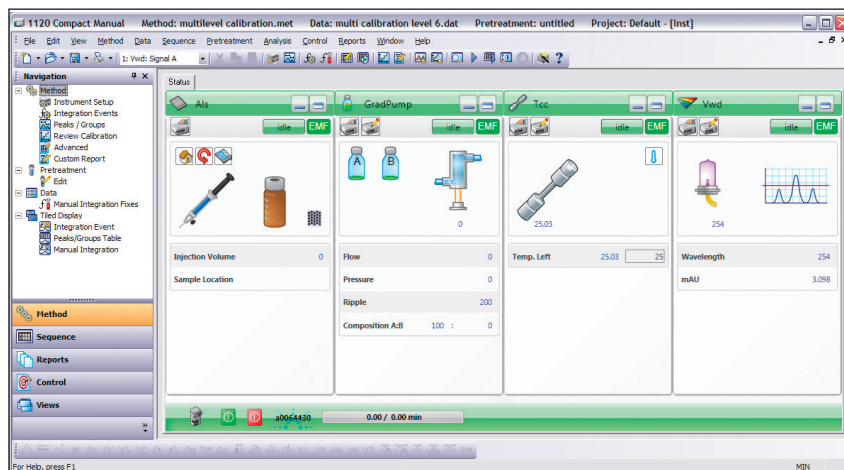 1120 Compact Manual Method: multilevel calibration.met Data: multi calibration level 6.dat Pretreatment: untitled Project: Default - [Inst]
File Edit View Method Data Sequence Pretreatment Analysis Control Reports Window Help
1: Vwd: Signal A
Navigation
Method
Instrument Setup
Integration Events
Peaks / Groups
Review Calibration
Advanced
Custom Report
Pretreatment
Edit
Data
Manual Integration Fixes
Tiled Display
Integration Event
Peaks/Groups Table
Manual Integration
Method
Sequence
Reports
Control
Views
Status
Als
idle EMF
Injection Volume 0
Sample Location
GradPump
idle EMF
A B
0
Flow 0
Pressure 0
Ripple 200
Composition A:B 100 : 0
Tcc
idle EMF
25.03
Temp. Left 25.03 25
Vwd
idle EMF
254
Wavelength 254
mAU 3.098
a0064430 0.00 / 0.00 min
For Help, press F1 MIN